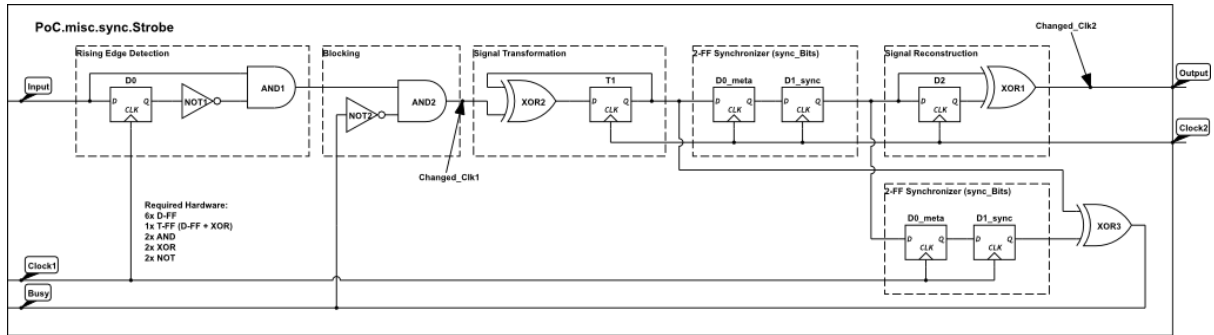 PoC.misc.sync.Strobe
Changed_Clk2
Rising Edge Detection
Blocking
Signal Transformation
2-FF Synchronizer (sync_Bits)
Signal Reconstruction
Input
D0
D Q
CLK
NOT1
AND1
NOT2
AND2
XOR2
T1
D Q
CLK
D0_meta
D Q
CLK
D1_sync
D Q
CLK
D2
D Q
CLK
XOR1
Output
Clock2
Changed_Clk1
2-FF Synchronizer (sync_Bits)
D0_meta
D Q
CLK
D1_sync
D Q
CLK
XOR3
Required Hardware:
6x D-FF
1x T-FF (D-FF + XOR)
2x AND
2x XOR
2x NOT
Clock1
Busy